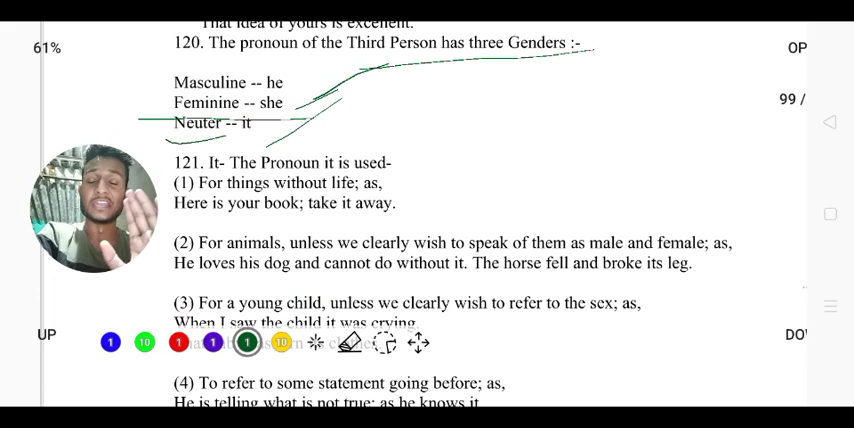 That idea of yours is excellent.
61%
120. The pronoun of the Third Person has three Genders :-
OP
Masculine -- he
Feminine -- she
99 /
Neuter -- it
121. It- The Pronoun it is used-
(1) For things without life; as,
Here is your book; take it away.
(2) For animals, unless we clearly wish to speak of them as male and female; as,
He loves his dog and cannot do without it. The horse fell and broke its leg.
(3) For a young child, unless we clearly wish to refer to the sex; as,
When I saw the child it was crying.
UP
DO
1
10
1
1
1
10
(4) To refer to some statement going before; as,
He is telling what is not true; as he knows it